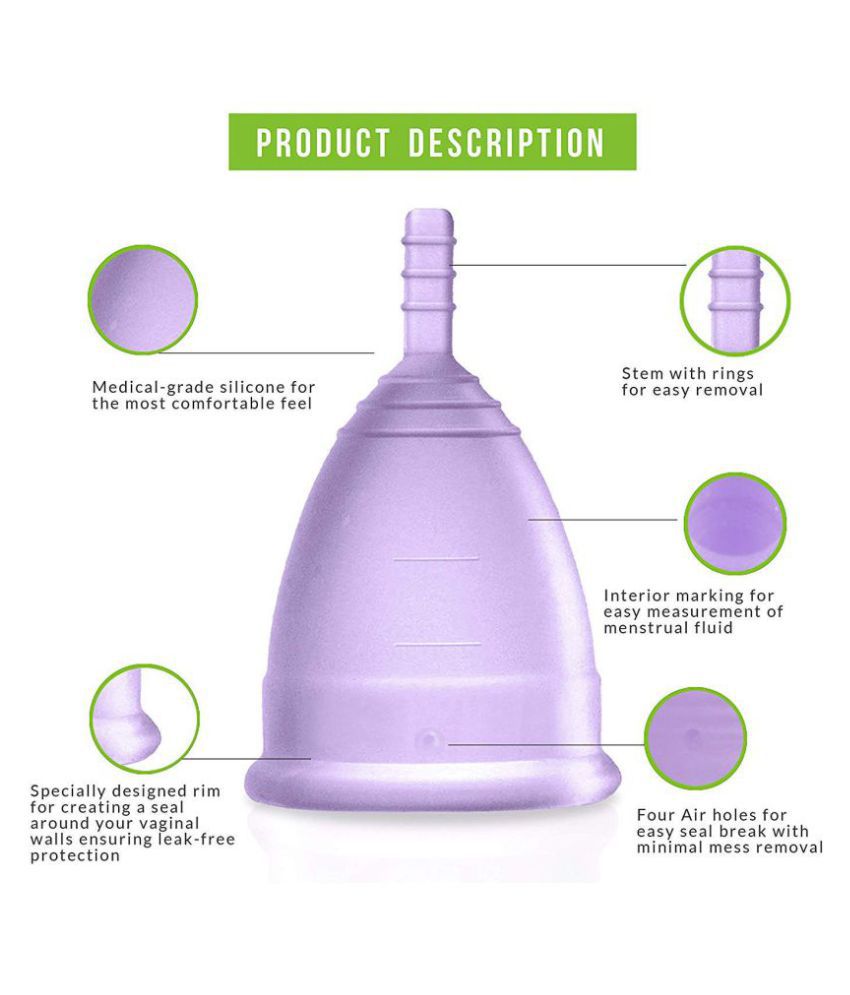 PRODUCT DESCRIPTION
Medical-grade silicone for
the most comfortable feel
Stem with rings
for easy removal
Interior marking for
easy measurement of
menstrual fluid
Specially designed rim
for creating a seal
around your vaginal
walls ensuring leak-free
protection
Four Air holes for
easy seal break with
minimal mess removal